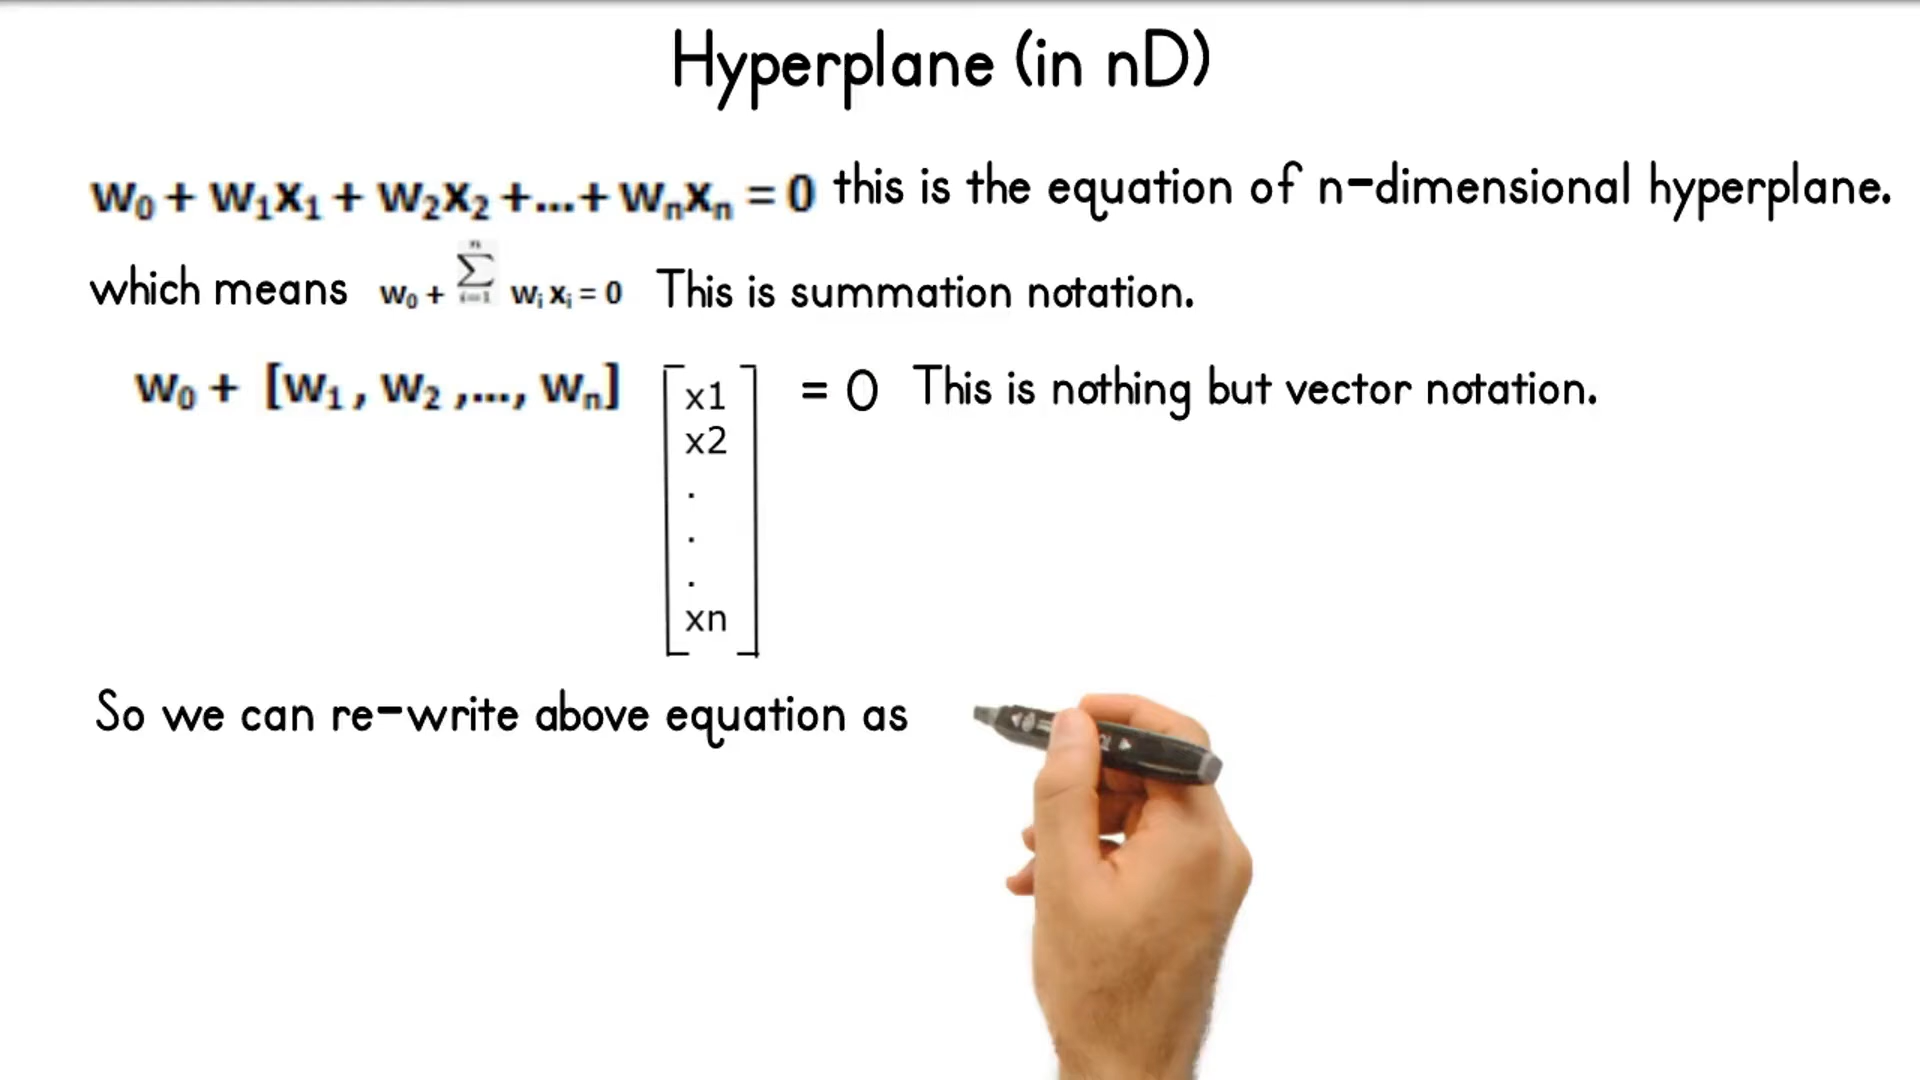 Hyperplane (in nD)
w₀ + w₁x₁ + w₂x₂ +...+ wₙxₙ = 0 this is the equation of n-dimensional hyperplane.
which means w₀ + n∑i=1 wᵢ xᵢ = 0 This is summation notation.
w₀ + [w₁, w₂,..., wₙ] = 0 This is nothing but vector notation.
x1
x2
.
.
.
xn
So we can re-write above equation as